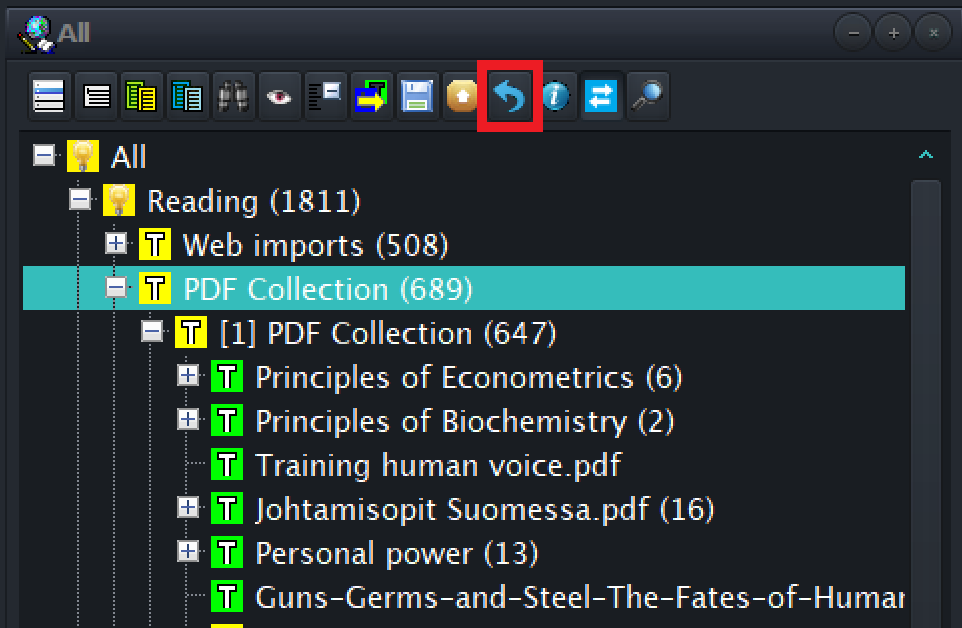 All
All
Reading (1811)
Web imports (508)
PDF Collection (689)
[1] PDF Collection (647)
Principles of Econometrics (6)
Principles of Biochemistry (2)
Training human voice.pdf
Johtamisopit Suomessa.pdf (16)
Personal power (13)
Guns-Germs-and-Steel-The-Fates-of-Human